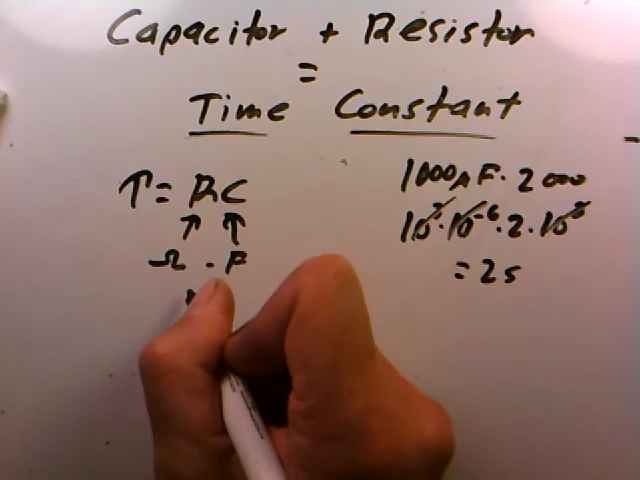 Capacitor + Resistor
=
Time Constant
τ = RC
↑ ↑
Ω · F
1000µF · 2000
10³ · 10⁻⁶ · 2 · 10³
= 2s